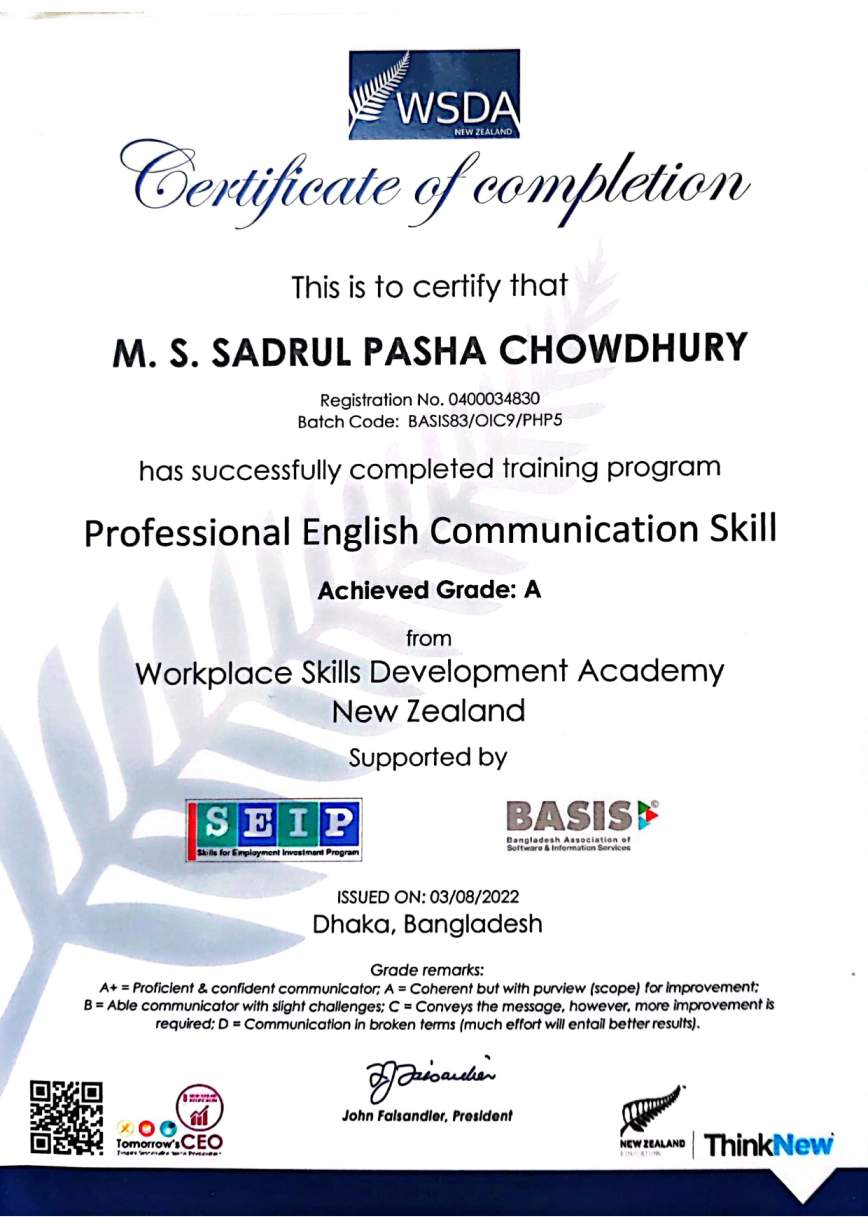 WSDA
NEW ZEALAND
Certificate of completion
This is to certify that
M. S. SADRUL PASHA CHOWDHURY
Registration No. 0400034830
Batch Code: BASIS83/OIC9/PHP5
has successfully completed training program
Professional English Communication Skill
Achieved Grade: A
from
Workplace Skills Development Academy
New Zealand
Supported by
SEIP
Skills for Employment Investment Program
BASIS
Bangladesh Association of
Software & Information Services
ISSUED ON: 03/08/2022
Dhaka, Bangladesh
Grade remarks:
A+ = Proficient & confident communicator; A = Coherent but with purview (scope) for improvement;
B = Able communicator with slight challenges; C = Conveys the message, however, more improvement is
required; D = Communication in broken terms (much effort will entail better results).
John Falsandler, President
Tomorrow'sCEO
NEW ZEALAND
EDUCATION
ThinkNew